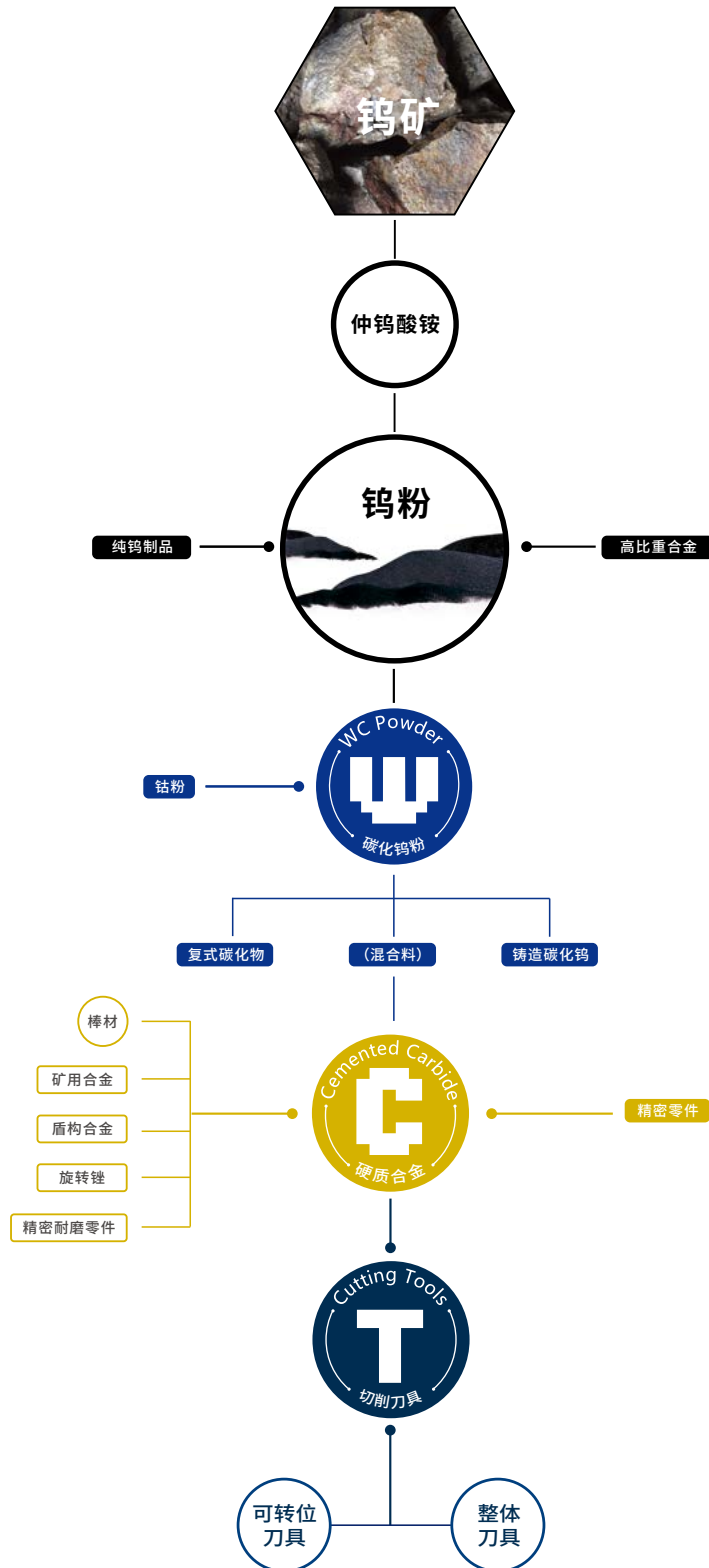 钨矿
仲钨酸铵
钨粉
纯钨制品
高比重合金
WC Powder
碳化钨粉
钴粉
复式碳化物
（混合料）
铸造碳化钨
棒材
矿用合金
盾构合金
旋转锉
精密耐磨零件
Cemented Carbide
C
硬质合金
精密零件
Cutting Tools
T
切削刀具
可转位
刀具
整体
刀具